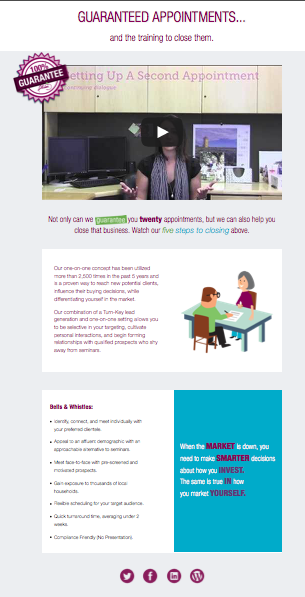 GUARANTEED APPOINTMENTS...
and the training to close them.
100%
GUARANTEE
Setting Up A Second Appointment
dialogue
Not only can we guarantee you twenty appointments, but we can also help you
close that business. Watch our five steps to closing above.
Our one-on-one concept has been utilized
more than 2,500 times in the past 5 years and
is a proven way to reach new potential clients,
influence their buying decisions, while
differentiating yourself in the market.
Our combination of a Turn-Key lead
generation and one-on-one setting allows you
to be selective in your targeting, cultivate
personal interactions, and begin forming
relationships with qualified prospects who shy
away from seminars.
Bells & Whistles:
• Identify, connect, and meet individually with
your preferred clientele.
• Appeal to an affluent demographic with an
approachable alternative to seminars.
• Meet face-to-face with pre-screened and
motivated prospects.
• Gain exposure to thousands of local
households.
• Flexible scheduling for your target audience.
• Quick turnaround time, averaging under 2
weeks.
• Compliance Friendly (No Presentation).
When the MARKET is down, you
need to make SMARTER decisions
about how you INVEST.
The same is true IN how
you market YOURSELF.